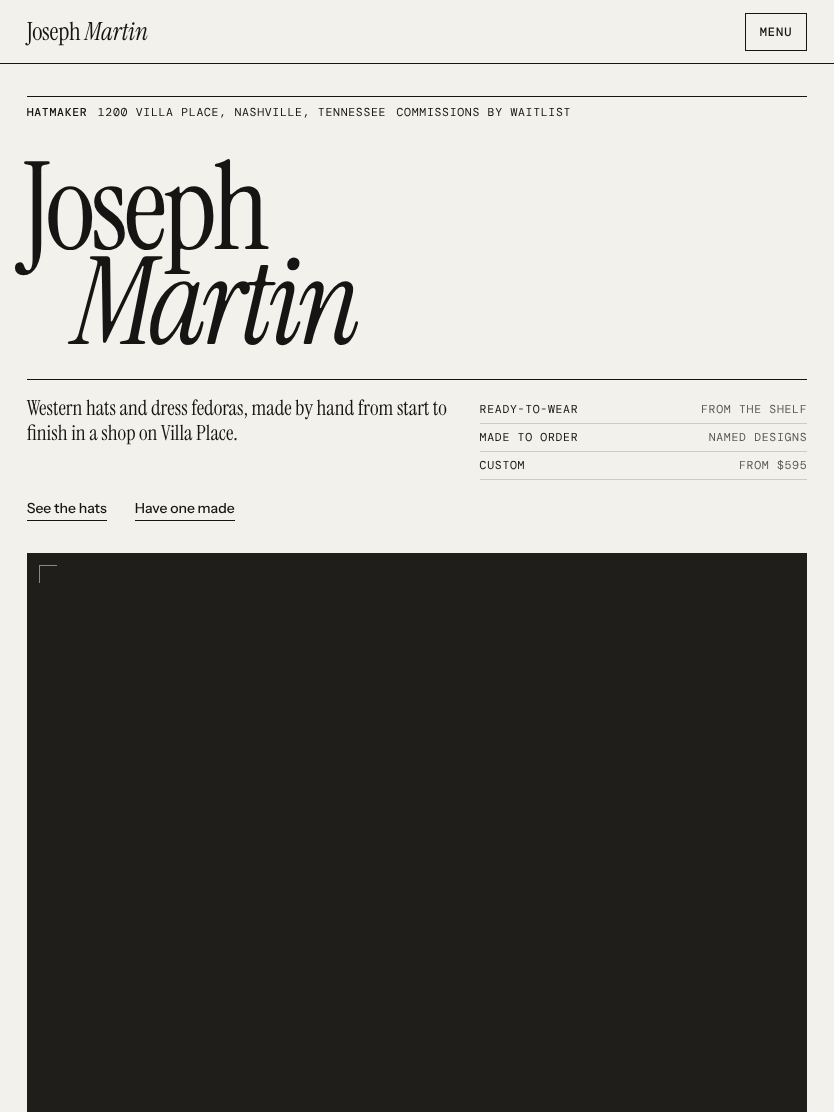 Joseph Martin
MENU
HATMAKER 1200 VILLA PLACE, NASHVILLE, TENNESSEE COMMISSIONS BY WAITLIST
Joseph
Martin
Western hats and dress fedoras, made by hand from start to
finish in a shop on Villa Place.
READY-TO-WEAR FROM THE SHELF
MADE TO ORDER NAMED DESIGNS
CUSTOM FROM $595
See the hats Have one made